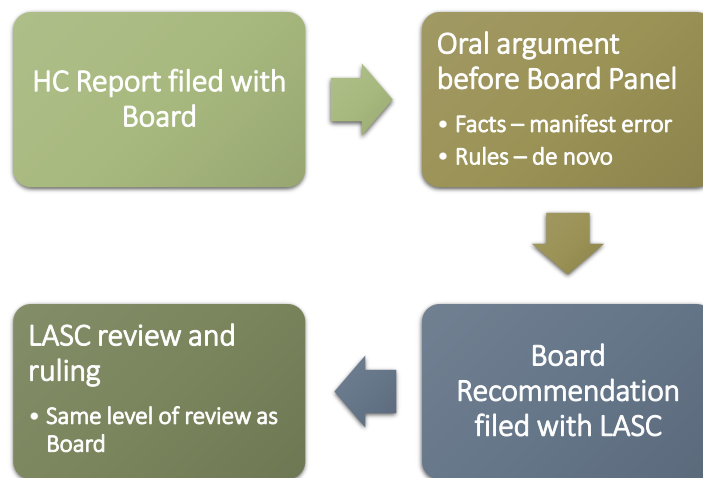 HC Report filed with
Board
Oral argument
before Board Panel
• Facts – manifest error
• Rules – de novo
Board
Recommendation
filed with LASC
LASC review and
ruling
• Same level of review as
Board